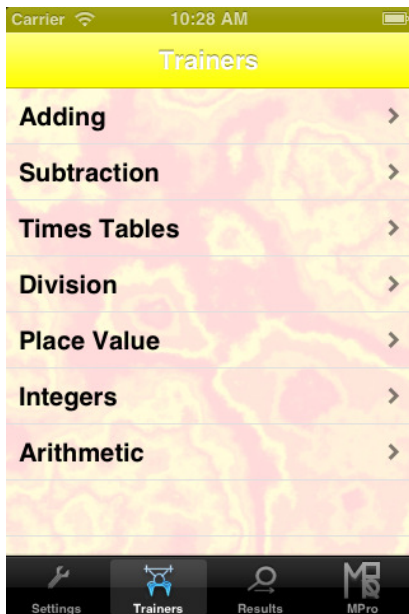 Carrier 10:28 AM
Trainers
Adding
Subtraction
Times Tables
Division
Place Value
Integers
Arithmetic
Settings Trainers Results MPro